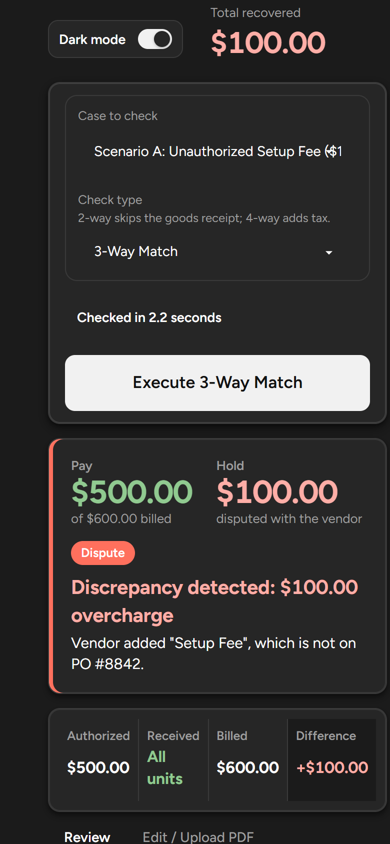 Total recovered
Dark mode
$100.00
Case to check
Scenario A: Unauthorized Setup Fee ($1
Check type
2-way skips the goods receipt; 4-way adds tax.
3-Way Match
Checked in 2.2 seconds
Execute 3-Way Match
Pay
Hold
$500.00
$100.00
of $600.00 billed
disputed with the vendor
Dispute
Discrepancy detected: $100.00
overcharge
Vendor added "Setup Fee", which is not on
PO #8842.
Authorized
Received
Billed
Difference
$500.00
All
units
$600.00
+$100.00
Review
Edit / Upload PDF